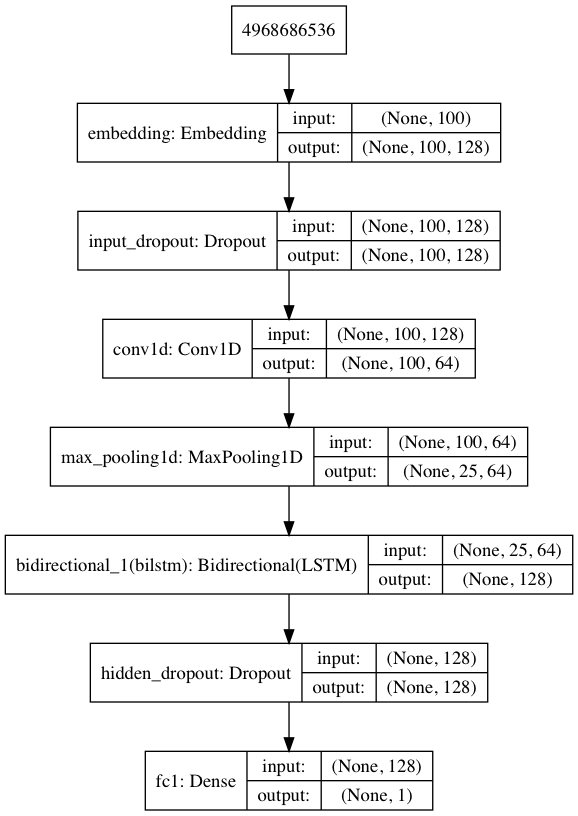 4968686536
embedding: Embedding
input: (None, 100)
output: (None, 100, 128)
input_dropout: Dropout
input: (None, 100, 128)
output: (None, 100, 128)
conv1d: Conv1D
input: (None, 100, 128)
output: (None, 100, 64)
max_pooling1d: MaxPooling1D
input: (None, 100, 64)
output: (None, 25, 64)
bidirectional_1(bilstm): Bidirectional(LSTM)
input: (None, 25, 64)
output: (None, 128)
hidden_dropout: Dropout
input: (None, 128)
output: (None, 128)
fc1: Dense
input: (None, 128)
output: (None, 1)